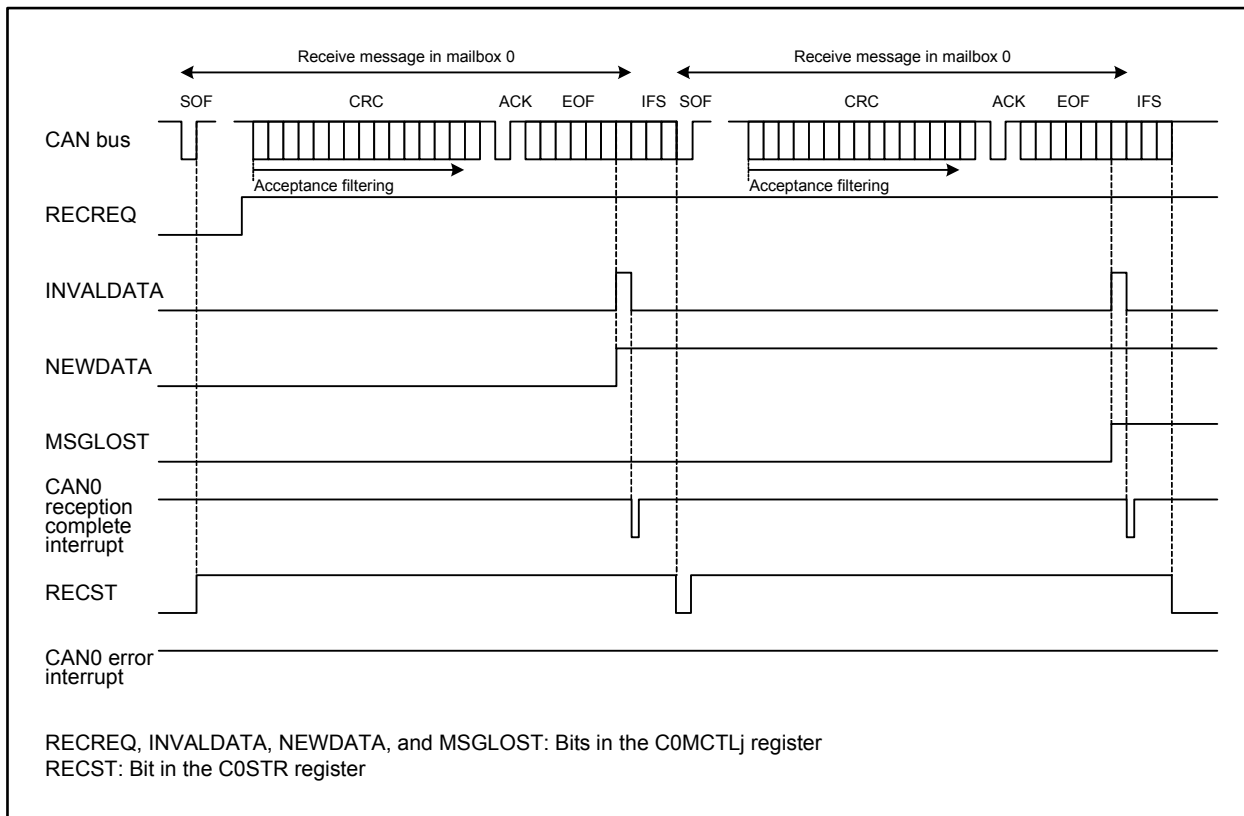 Receive message in mailbox 0 Receive message in mailbox 0
SOF CRC ACK EOF IFS SOF CRC ACK EOF IFS
CAN bus
Acceptance filtering Acceptance filtering
RECREQ
INVALDATA
NEWDATA
MSGLOST
CAN0
reception
complete
interrupt
RECST
CAN0 error
interrupt
RECREQ, INVALDATA, NEWDATA, and MSGLOST: Bits in the C0MCTLj register
RECST: Bit in the C0STR register